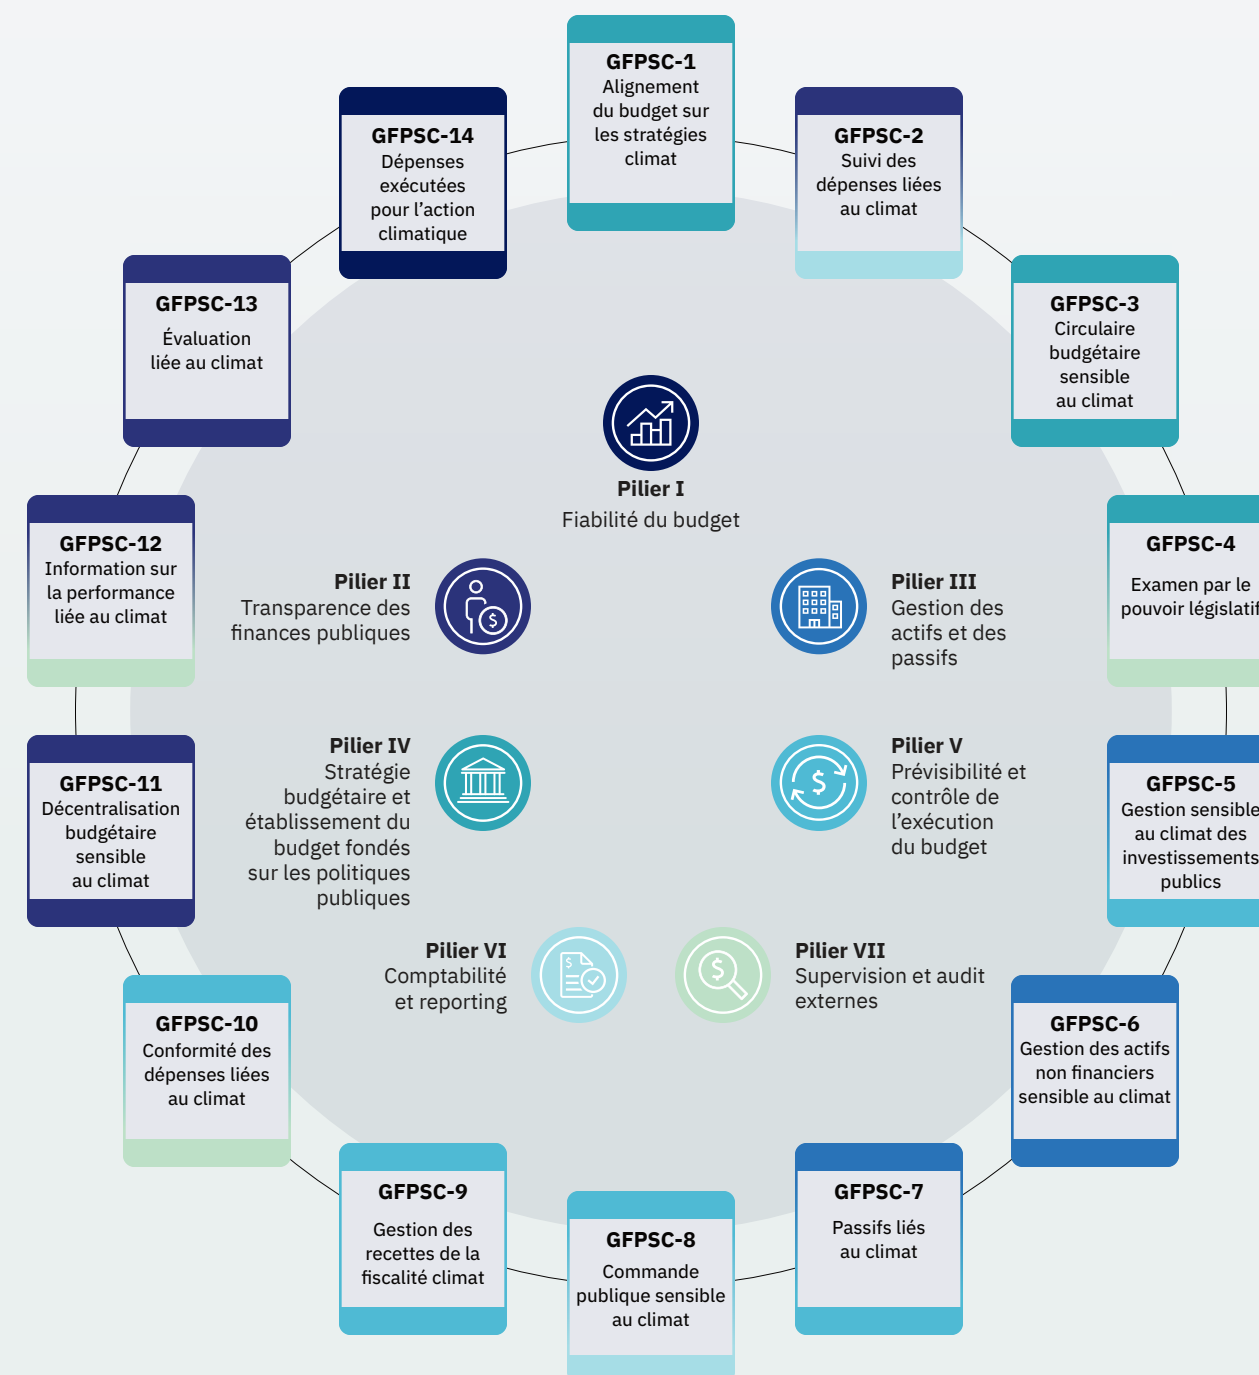 GFPSC-1
Alignement
du budget sur
les stratégies
climat
GFPSC-2
Suivi des
dépenses liées
au climat
GFPSC-3
Circulaire
budgétaire
sensible
au climat
GFPSC-4
Examen par le
pouvoir législatif
GFPSC-5
Gestion sensible
au climat des
investissements
publics
GFPSC-6
Gestion des actifs
non financiers
sensible au climat
GFPSC-7
Passifs liés
au climat
GFPSC-8
Commande
publique sensible
au climat
GFPSC-9
Gestion des
recettes de la
fiscalité climat
GFPSC-10
Conformité des
dépenses liées
au climat
GFPSC-11
Décentralisation
budgétaire
sensible
au climat
GFPSC-12
Information sur
la performance
liée au climat
GFPSC-13
Évaluation
liée au climat
GFPSC-14
Dépenses
exécutées
pour l’action
climatique
Pilier I
Fiabilité du budget
Pilier II
Transparence des
finances publiques
Pilier III
Gestion des
actifs et des
passifs
Pilier IV
Stratégie
budgétaire et
établissement du
budget fondés
sur les politiques
publiques
Pilier V
Prévisibilité et
contrôle de
l’exécution
du budget
Pilier VI
Comptabilité
et reporting
Pilier VII
Supervision et audit
externes